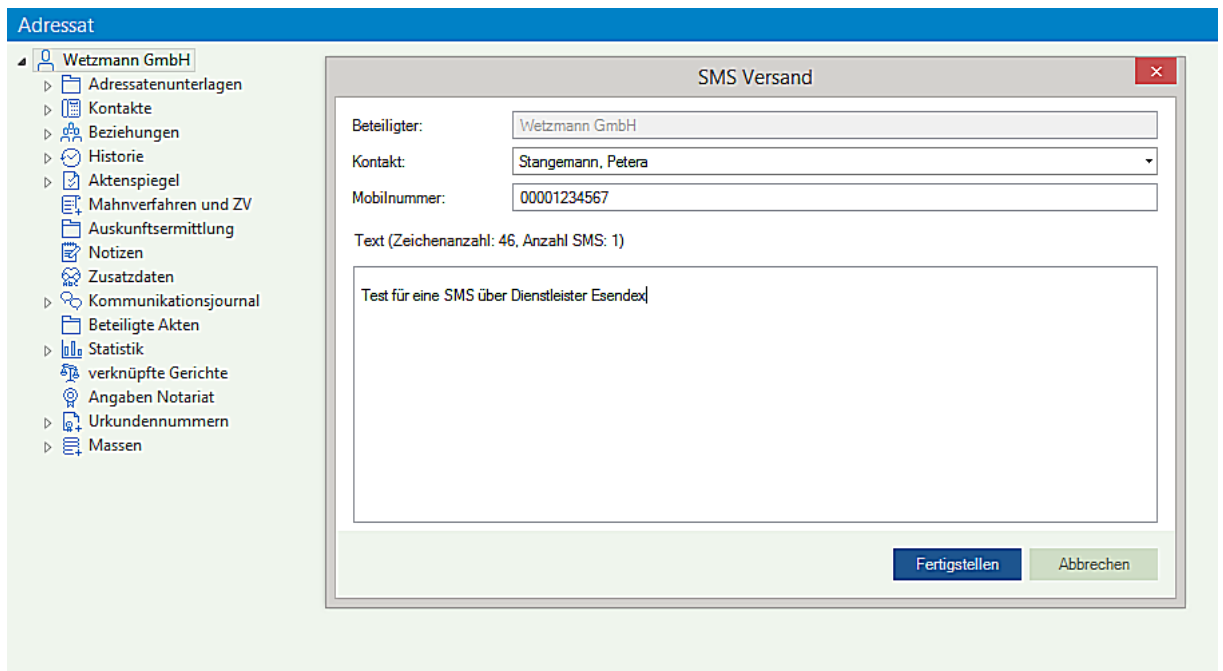 Adressat
Wetzmann GmbH
Adressatenunterlagen
Kontakte
Beziehungen
Historie
Aktenspiegel
Mahnverfahren und ZV
Auskunftsermittlung
Notizen
Zusatzdaten
Kommunikationsjournal
Beteiligte Akten
Statistik
verknüpfte Gerichte
Angaben Notariat
Urkundennummern
Massen
SMS Versand
Beteiligter: Wetzmann GmbH
Kontakt: Stangemann, Petera
Mobilnummer: 00001234567
Text (Zeichenanzahl: 46, Anzahl SMS: 1)
Test für eine SMS über Dienstleister Esendex
Fertigstellen Abbrechen